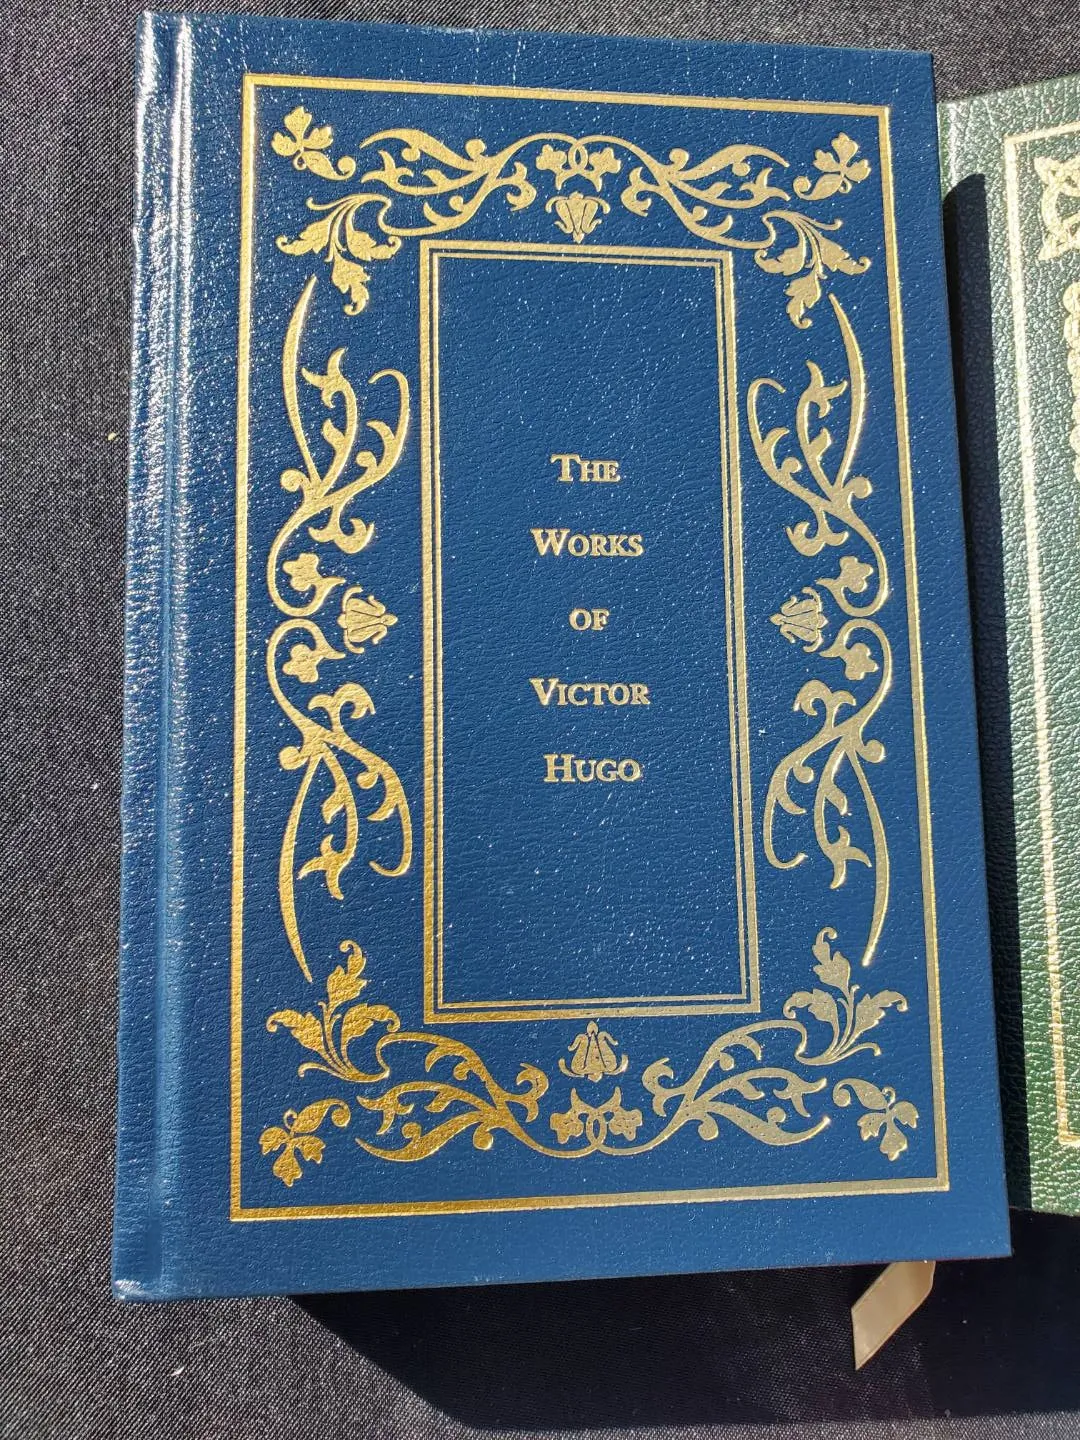 The
Works
of
Victor
Hugo